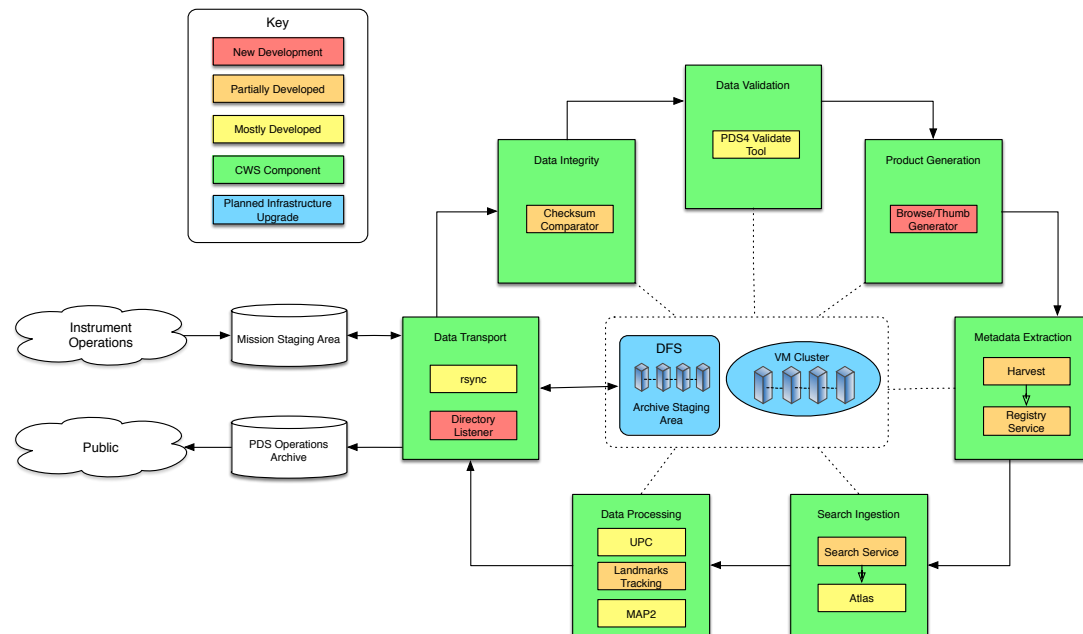 Key
New Development
Partially Developed
Mostly Developed
CWS Component
Planned Infrastructure
Upgrade
Data Validation
PDS4 Validate
Tool
Data Integrity
Checksum
Comparator
Product Generation
Browse/Thumb
Generator
Instrument
Operations
Mission Staging Area
Data Transport
rsync
Directory
Listener
DFS
Archive Staging
Area
VM Cluster
Metadata Extraction
Harvest
Registry
Service
Public
PDS Operations
Archive
Data Processing
UPC
Landmarks
Tracking
MAP2
Search Ingestion
Search Service
Atlas